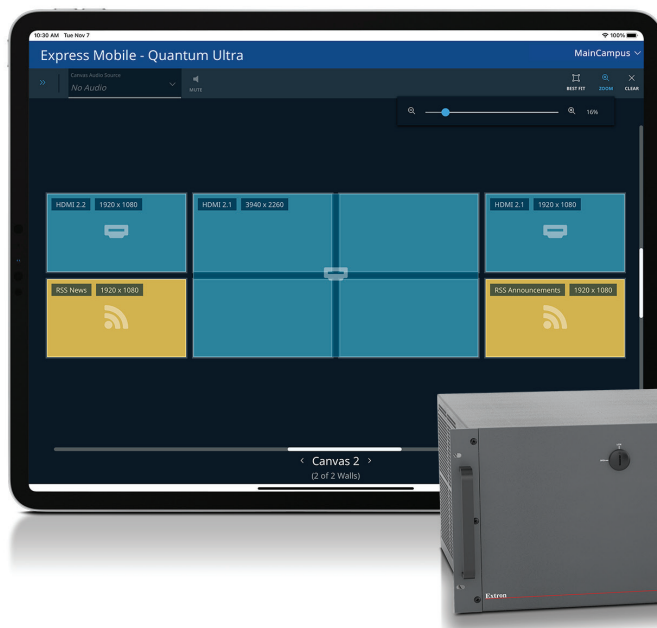 10:30 AM Tue Nov 7
100%
Express Mobile - Quantum Ultra
MainCampus
Canvas Audio Source
No Audio
MUTE
BEST FIT
ZOOM
CLEAR
16%
HDMI 2.2 1920 x 1080
HDMI 2.1 3940 x 2260
HDMI 2.1 1920 x 1080
RSS News 1920 x 1080
RSS Announcements 1920 x 1080
< Canvas 2 >
(2 of 2 Walls)
Extron